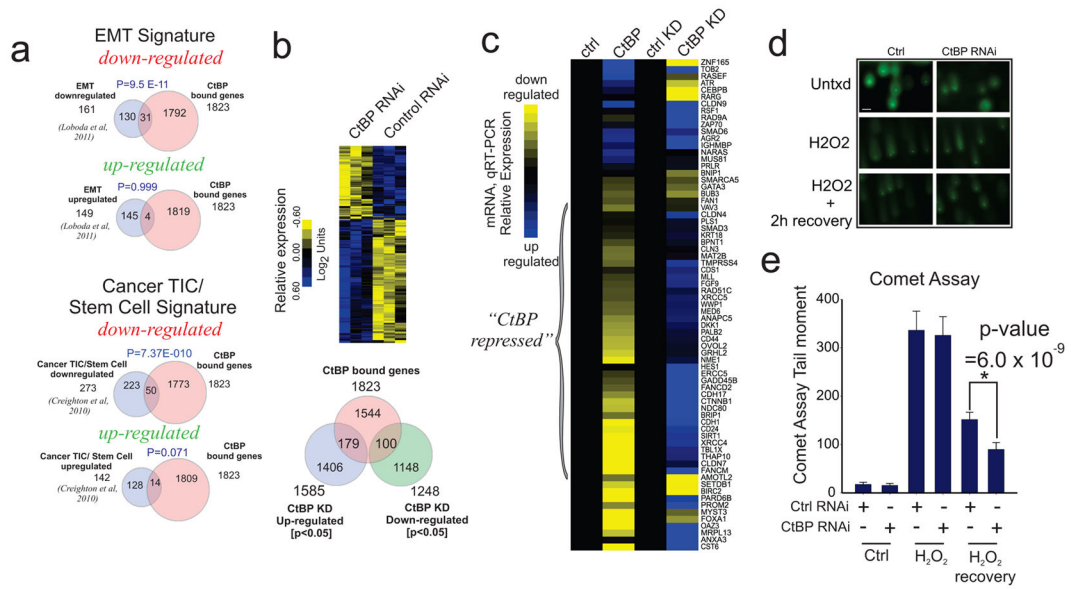 a
EMT Signature
down-regulated
P=9.5 E-11
EMT
downregulated
161
(Loboda et al,
2011)
130
31
1792
CtBP
bound genes
1823
up-regulated
P=0.999
EMT
upregulated
149
(Loboda et al,
2011)
145
4
1819
CtBP
bound genes
1823
Cancer TIC/
Stem Cell Signature
down-regulated
P=7.37E-010
Cancer TIC/Stem Cell
downregulated
273
(Creighton et al,
2010)
223
50
1773
CtBP
bound genes
1823
up-regulated
P=0.071
Cancer TIC/ Stem Cell
upregulated
142
(Creighton et al,
2010)
128
14
1809
CtBP
bound genes
1823
b
CtBP RNAi
Control RNAi
Relative expression
Log2 Units
-0.60
0.00
0.60
CtBP bound genes
1823
1544
179
100
1406
1148
1585
CtBP KD
Up-regulated
[p<0.05]
1248
CtBP KD
Down-regulated
[p<0.05]
c
ctrl
CtBP
ctrl KD
CtBP KD
down
regulated
mRNA, qRT-PCR
Relative Expression
up
regulated
“CtBP
repressed”
ZNF165
TOB2
RASEF
ATR
CEBPB
RARG
CLDN9
RSF1
RAD9A
ZAP70
SMAD6
AGR2
IGHMBP
NARAS
MUS81
PRLR
BNIP1
SMARCA5
GATA3
BUB3
FAN1
VAV3
CLDN4
PLS1
SMAD3
KRT18
BPNT1
CLN3
MAT2B
TMPRSS4
CDS1
MLL
FGF9
RAD51C
XRCC5
WWP1
MED6
ANAPC5
DKK1
PALB2
CD44
OVOL2
GRHL2
NME1
HES1
ERCC5
GADD45B
FANCD2
CDH17
CTNNB1
NDC80
BRIP1
CDH1
CD24
SIRT1
XRCC4
TBL1X
THAP10
CLDN7
FANCM
AMOTL2
SETDB1
BIRC2
PARD6B
PROM2
MYST3
FOXA1
OAZ3
MRPL13
ANXA3
CST6
d
Ctrl
CtBP RNAi
Untxd
H2O2
H2O2
+
2h recovery
e
Comet Assay
Comet Assay Tail moment
400
300
200
100
0
p-value
=6.0 x 10-9
*
Ctrl RNAi + - + - + -
CtBP RNAi - + - + - +
Ctrl
H2O2
H2O2
recovery